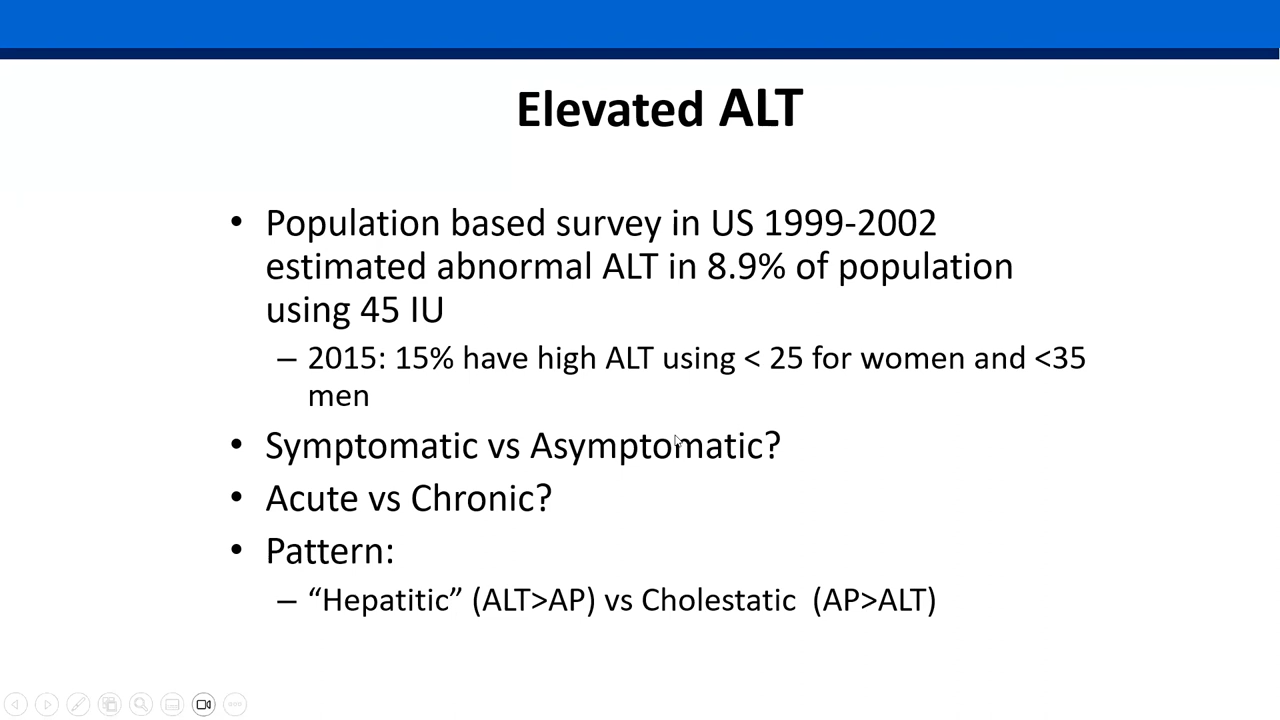 Elevated ALT
• Population based survey in US 1999-2002
estimated abnormal ALT in 8.9% of population
using 45 IU
– 2015: 15% have high ALT using < 25 for women and <35
men
• Symptomatic vs Asymptomatic?
• Acute vs Chronic?
• Pattern:
– “Hepatitic” (ALT>AP) vs Cholestatic  (AP>ALT)